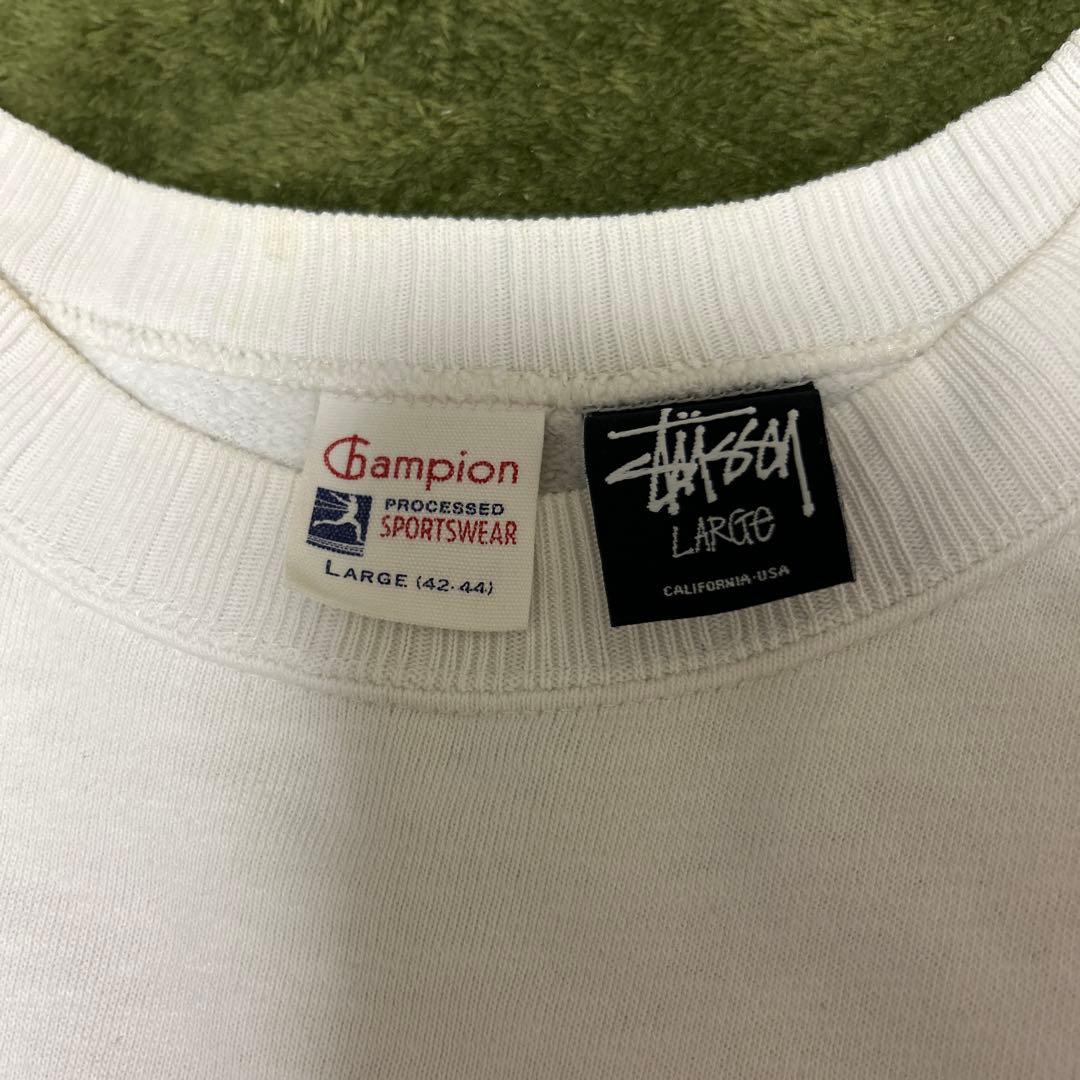 Champion
PROCESSED
SPORTSWEAR
LARGE (42-44)
STÜSSY
LARGE
CALIFORNIA·USA